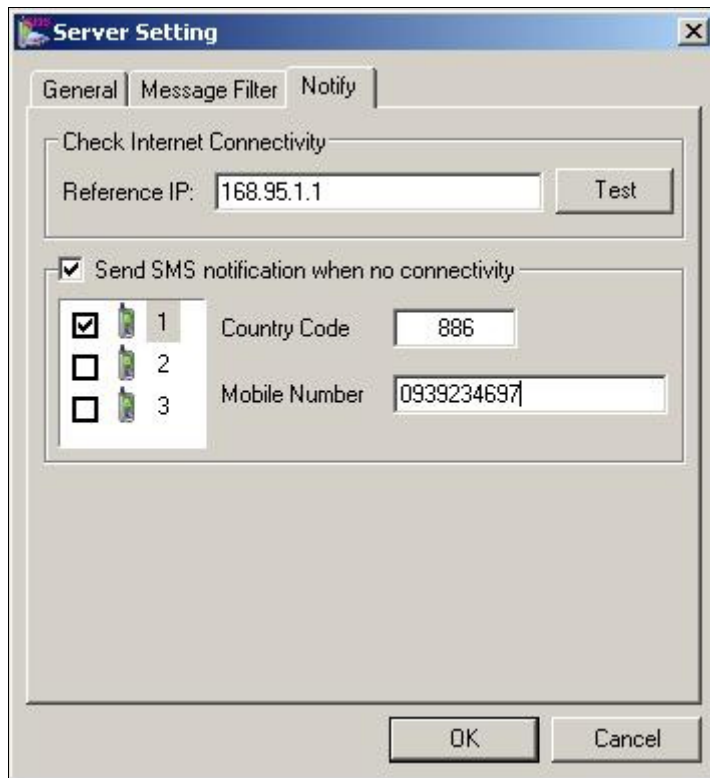 Server Setting
General Message Filter Notify
Check Internet Connectivity
Reference IP: 168.95.1.1 Test
Send SMS notification when no connectivity
1 Country Code 886
2
Mobile Number 0939234697
3
OK Cancel